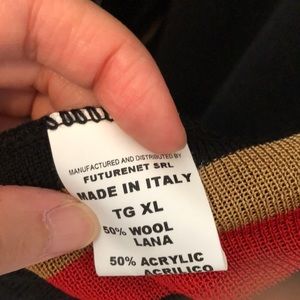 MANUFACTURED AND DISTRIBUTED BY
FUTURENET SRL
MADE IN ITALY
TG XL
50% WOOL
LANA
50% ACRYLIC
ACRILICO